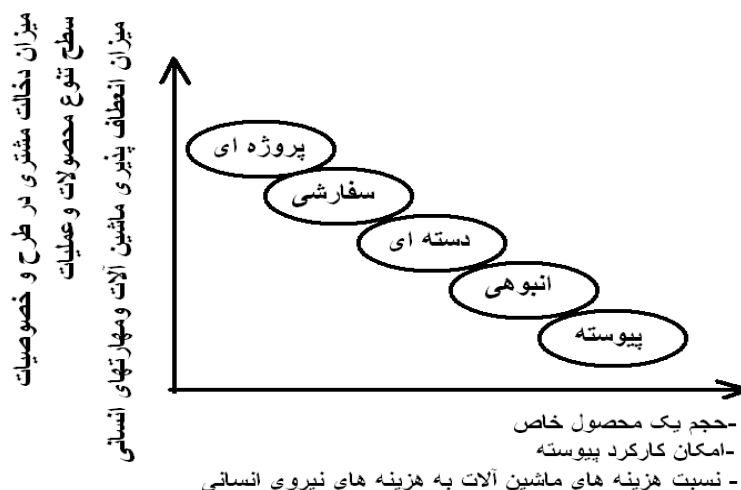 میزان دخالت مشتری در طرح و خصوصیات
سطح تنوع محصولات وعملیات
میزان انعطاف پذیری ماشین آلات ومهارتهای انسانی
پروژه ای
سفارشی
دسته ای
انبوهی
پیوسته
-حجم یک محصول خاص
-امکان کارکرد پیوسته
- نسبت هزینه های ماشین آلات به هزینه های نیروی انسانی